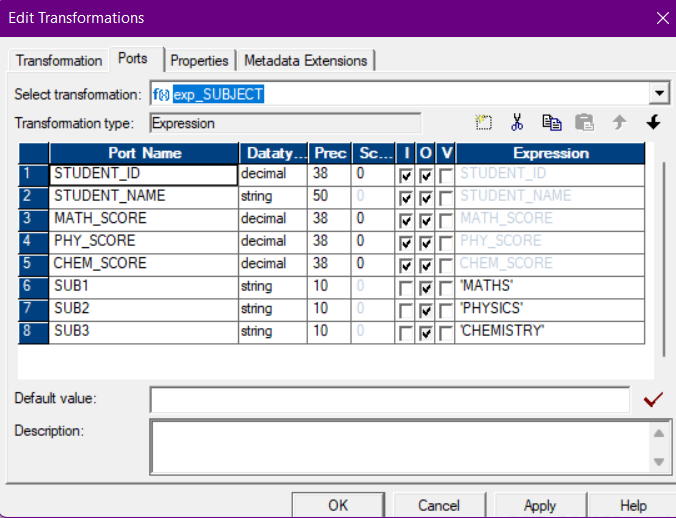 Edit Transformations
Transformation Ports Properties Metadata Extensions
Select transformation: f(x) exp_SUBJECT
Transformation type: Expression
Port Name Dataty... Prec Sc... I O V Expression
1 STUDENT_ID decimal 38 0 STUDENT_ID
2 STUDENT_NAME string 50 0 STUDENT_NAME
3 MATH_SCORE decimal 38 0 MATH_SCORE
4 PHY_SCORE decimal 38 0 PHY_SCORE
5 CHEM_SCORE decimal 38 0 CHEM_SCORE
6 SUB1 string 10 0 'MATHS'
7 SUB2 string 10 0 'PHYSICS'
8 SUB3 string 10 0 'CHEMISTRY'
Default value:
Description:
OK Cancel Apply Help